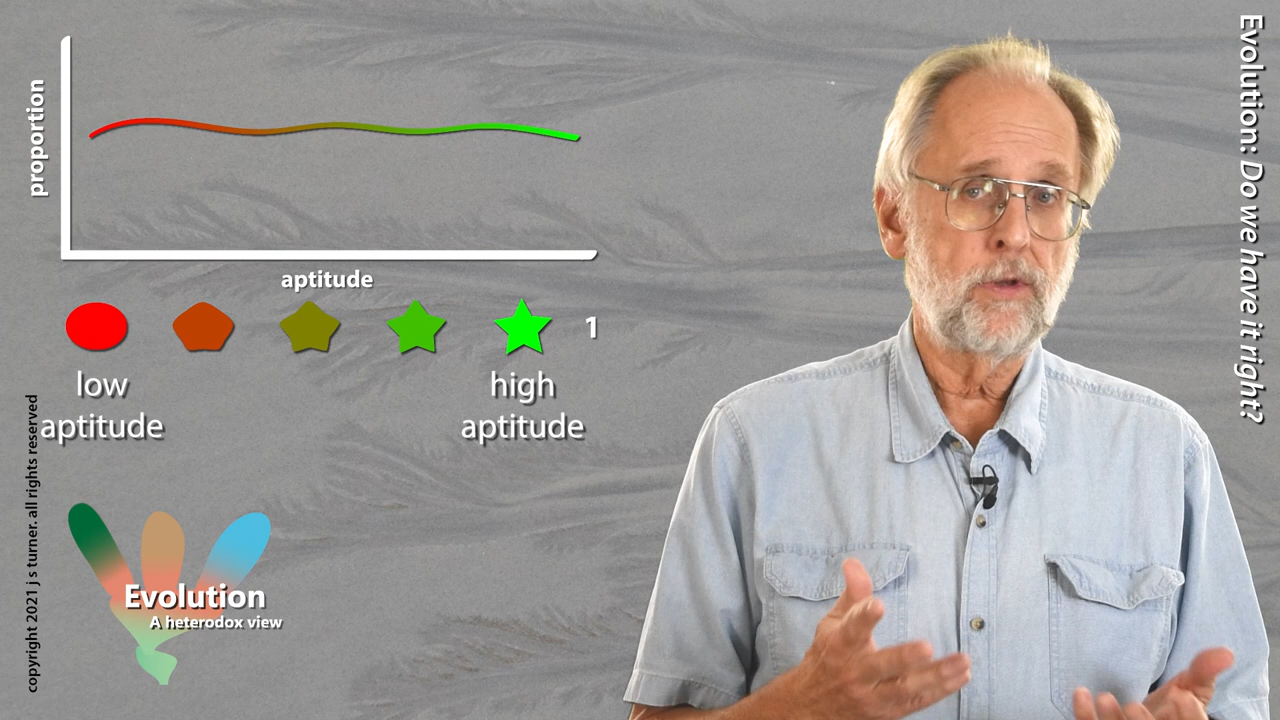 proportion
aptitude
1
low
aptitude
high
aptitude
copyright 2021 j s turner. all rights reserved
Evolution
A heterodox view
Evolution: Do we have it right?